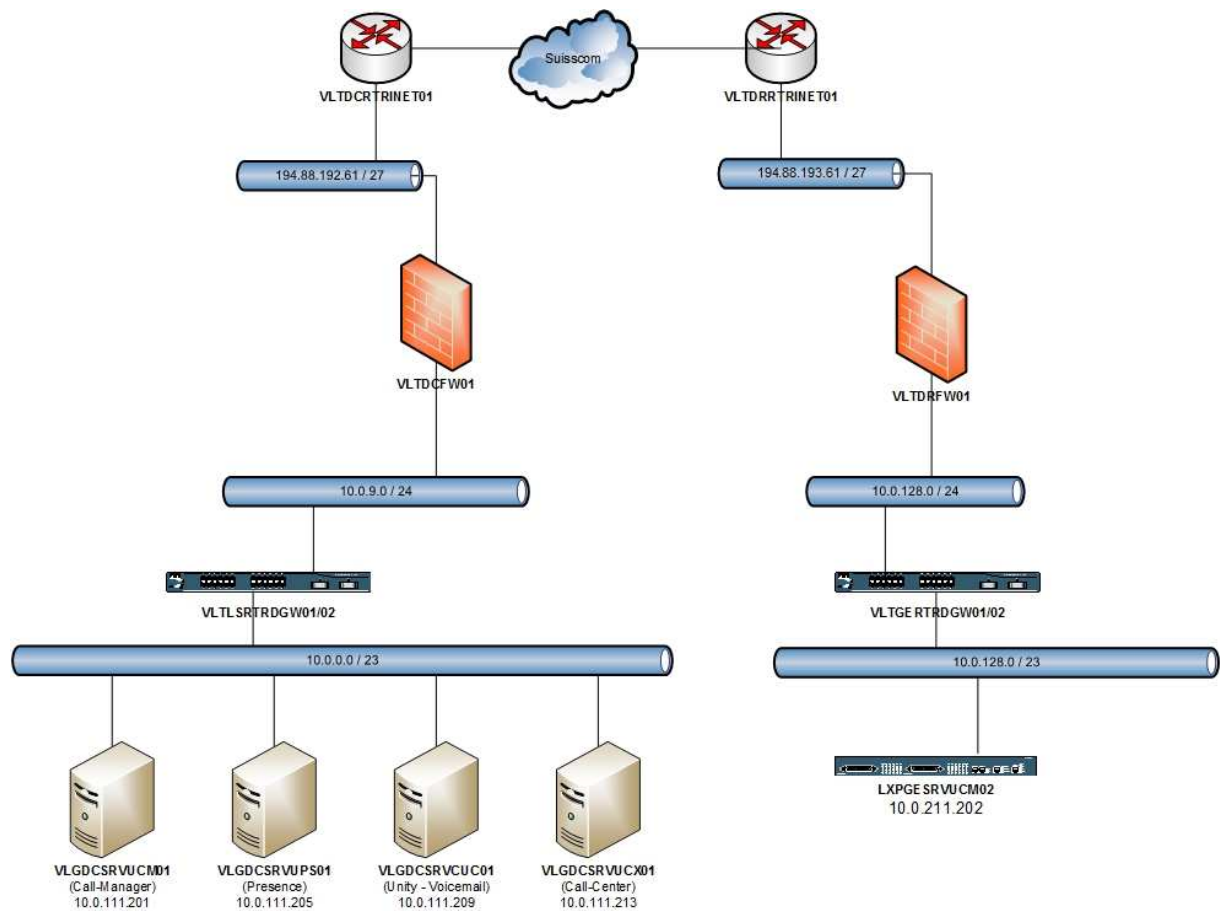 Suisscom
VLTDCRTRINET01
VLTDRRTRINET01
194.88.192.61 / 27
194.88.193.61 / 27
VLTDCFW01
VLTDRFW01
10.0.9.0 / 24
10.0.128.0 / 24
VLTLSRTRDGW01/02
VLTGERTRDGW01/02
10.0.0.0 / 23
10.0.128.0 / 23
LXPGESRVUCM02
10.0.211.202
VLGDCSRVUCM01
(Call-Manager)
10.0.111.201
VLGDCSRVUPS01
(Presence)
10.0.111.205
VLGDCSRVCUC01
(Unity - Voicemail)
10.0.111.209
VLGDCSRVUCX01
(Call-Center)
10.0.111.213